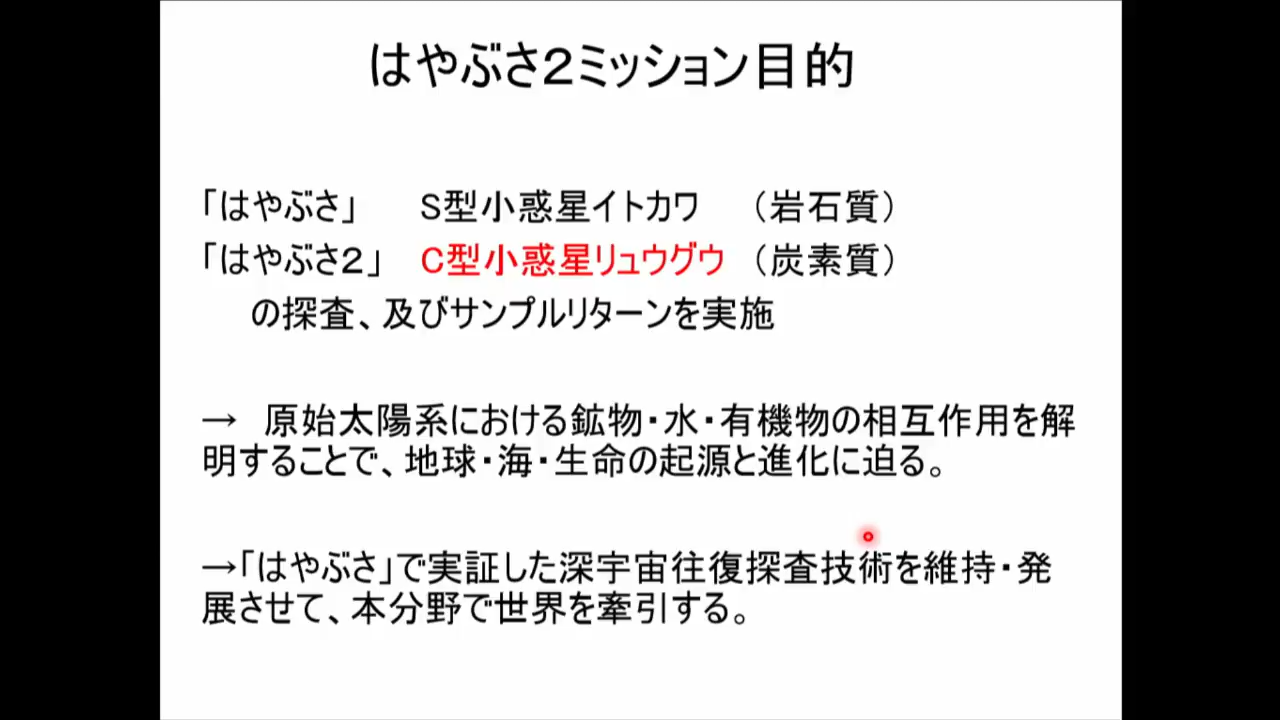 はやぶさ２ミッション目的
「はやぶさ」　S型小惑星イトカワ　（岩石質）
「はやぶさ２」　C型小惑星リュウグウ　（炭素質）
の探査、及びサンプルリターンを実施
→　原始太陽系における鉱物・水・有機物の相互作用を解
明することで、地球・海・生命の起源と進化に迫る。
→「はやぶさ」で実証した深宇宙往復探査技術を維持・発
展させて、本分野で世界を牽引する。